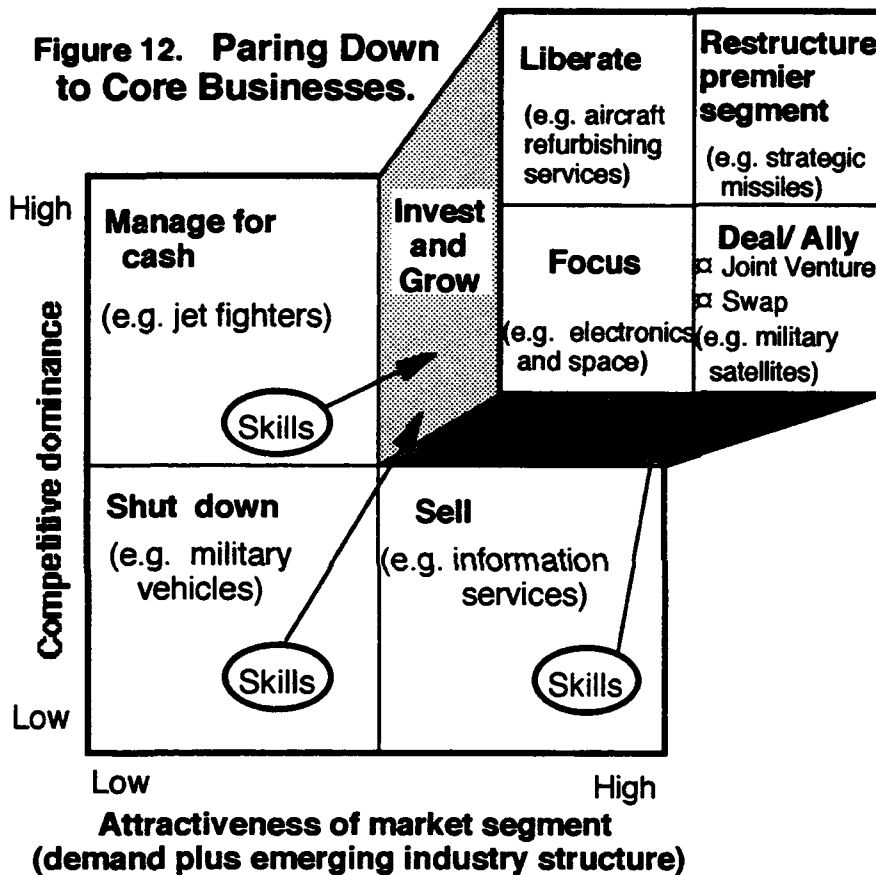 Figure 12. Paring Down
to Core Businesses.
Liberate
(e.g. aircraft
refurbishing
services)
Restructure
premier
segment
(e.g. strategic
missiles)
High
Manage for
cash
(e.g. jet fighters)
Invest
and
Grow
Focus
(e.g. electronics
and space)
Deal/ Ally
¤ Joint Venture
¤ Swap
(e.g. military
satellites)
Skills
Competitive dominance
Shut down
(e.g. military
vehicles)
Sell
(e.g. information
services)
Skills
Skills
Low
Low
High
Attractiveness of market segment
(demand plus emerging industry structure)